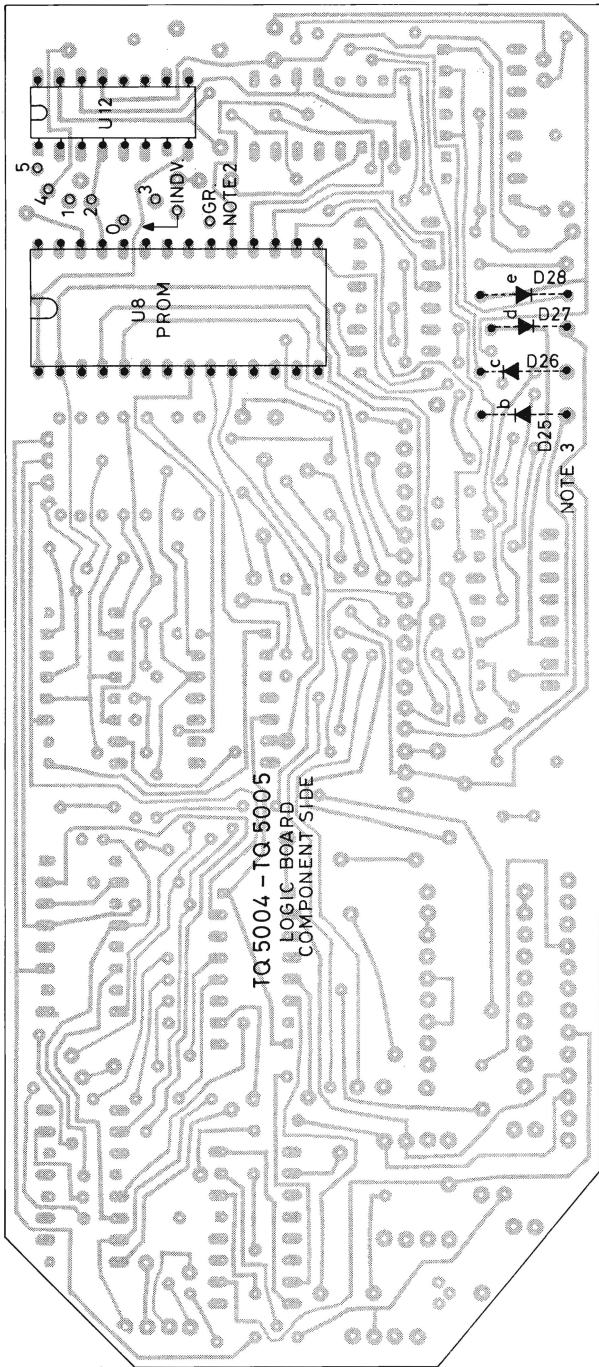 U12
5
4
1
2
0
3
INDV.
GR.
NOTE 2
U8
PROM
e
D28
d
D27
c
D26
b
D25
NOTE 3
TQ 5004 - TQ 5005
LOGIC BOARD
COMPONENT SIDE